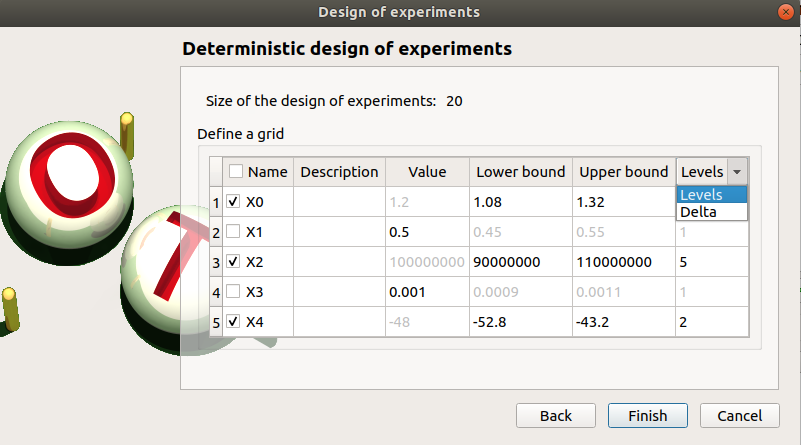 Design of experiments
Deterministic design of experiments
Size of the design of experiments: 20
Define a grid
Name Description Value Lower bound Upper bound Levels
Levels
Delta
1 X0 1.2 1.08 1.32
2 X1 0.5 0.45 0.55 1
3 X2 100000000 90000000 110000000 5
4 X3 0.001 0.0009 0.0011 1
5 X4 -48 -52.8 -43.2 2
Back Finish Cancel